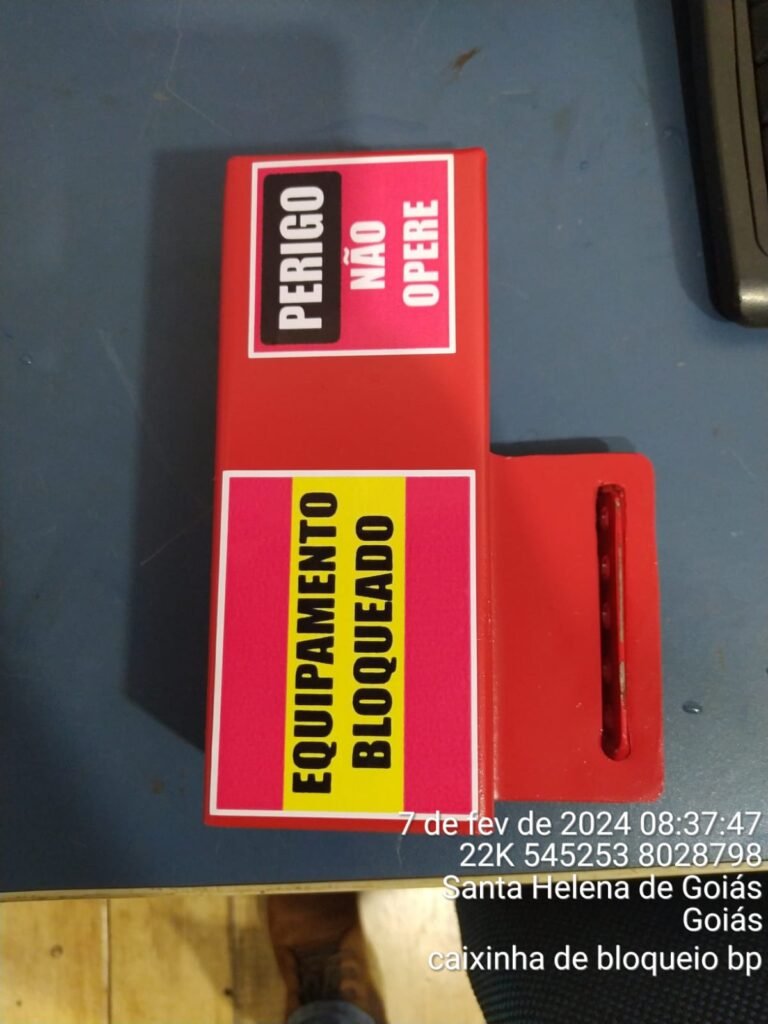 PERIGO
NÃO
OPERE
EQUIPAMENTO
BLOQUEADO
7 de fev de 2024 08:37:47
22K 545253 8028798
Santa Helena de Goiás
Goiás
caixinha de bloqueio bp